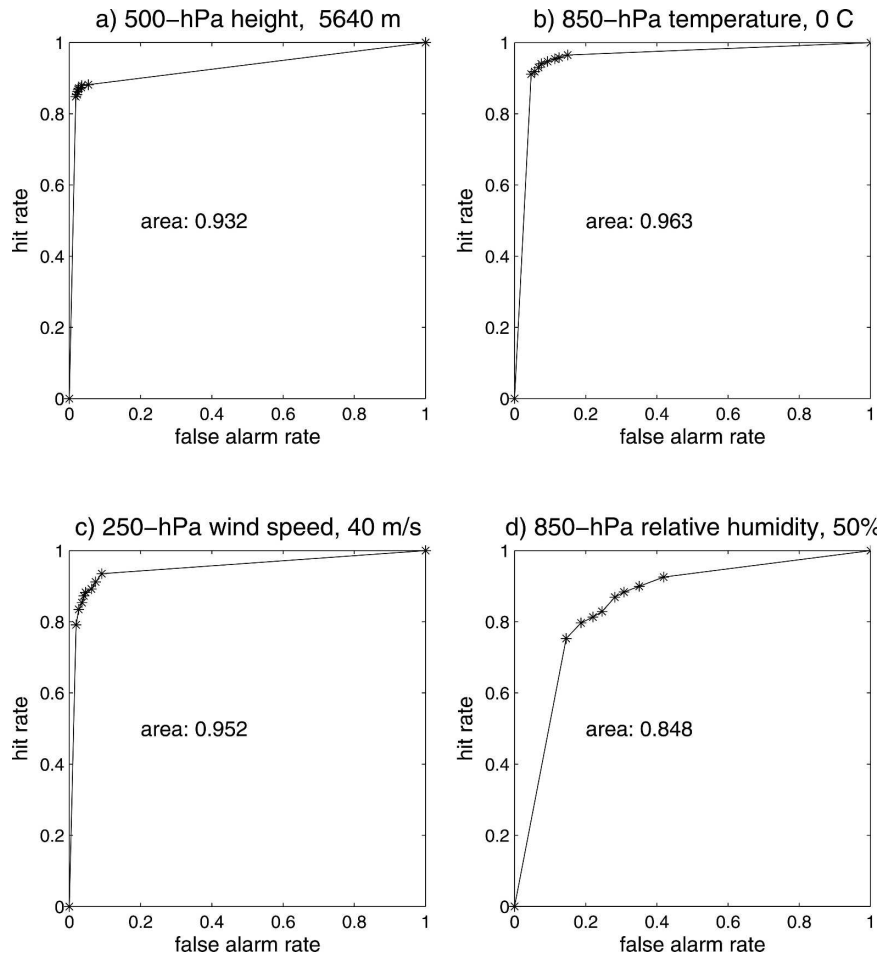 a) 500−hPa height, 5640 m
1
0.8
0.6
0.4
0.2
0
hit rate
area: 0.932
0 0.2 0.4 0.6 0.8 1
false alarm rate
b) 850−hPa temperature, 0 C
1
0.8
0.6
0.4
0.2
0
hit rate
area: 0.963
0 0.2 0.4 0.6 0.8 1
false alarm rate
c) 250−hPa wind speed, 40 m/s
1
0.8
0.6
0.4
0.2
0
hit rate
area: 0.952
0 0.2 0.4 0.6 0.8 1
false alarm rate
d) 850−hPa relative humidity, 50%
1
0.8
0.6
0.4
0.2
0
hit rate
area: 0.848
0 0.2 0.4 0.6 0.8 1
false alarm rate